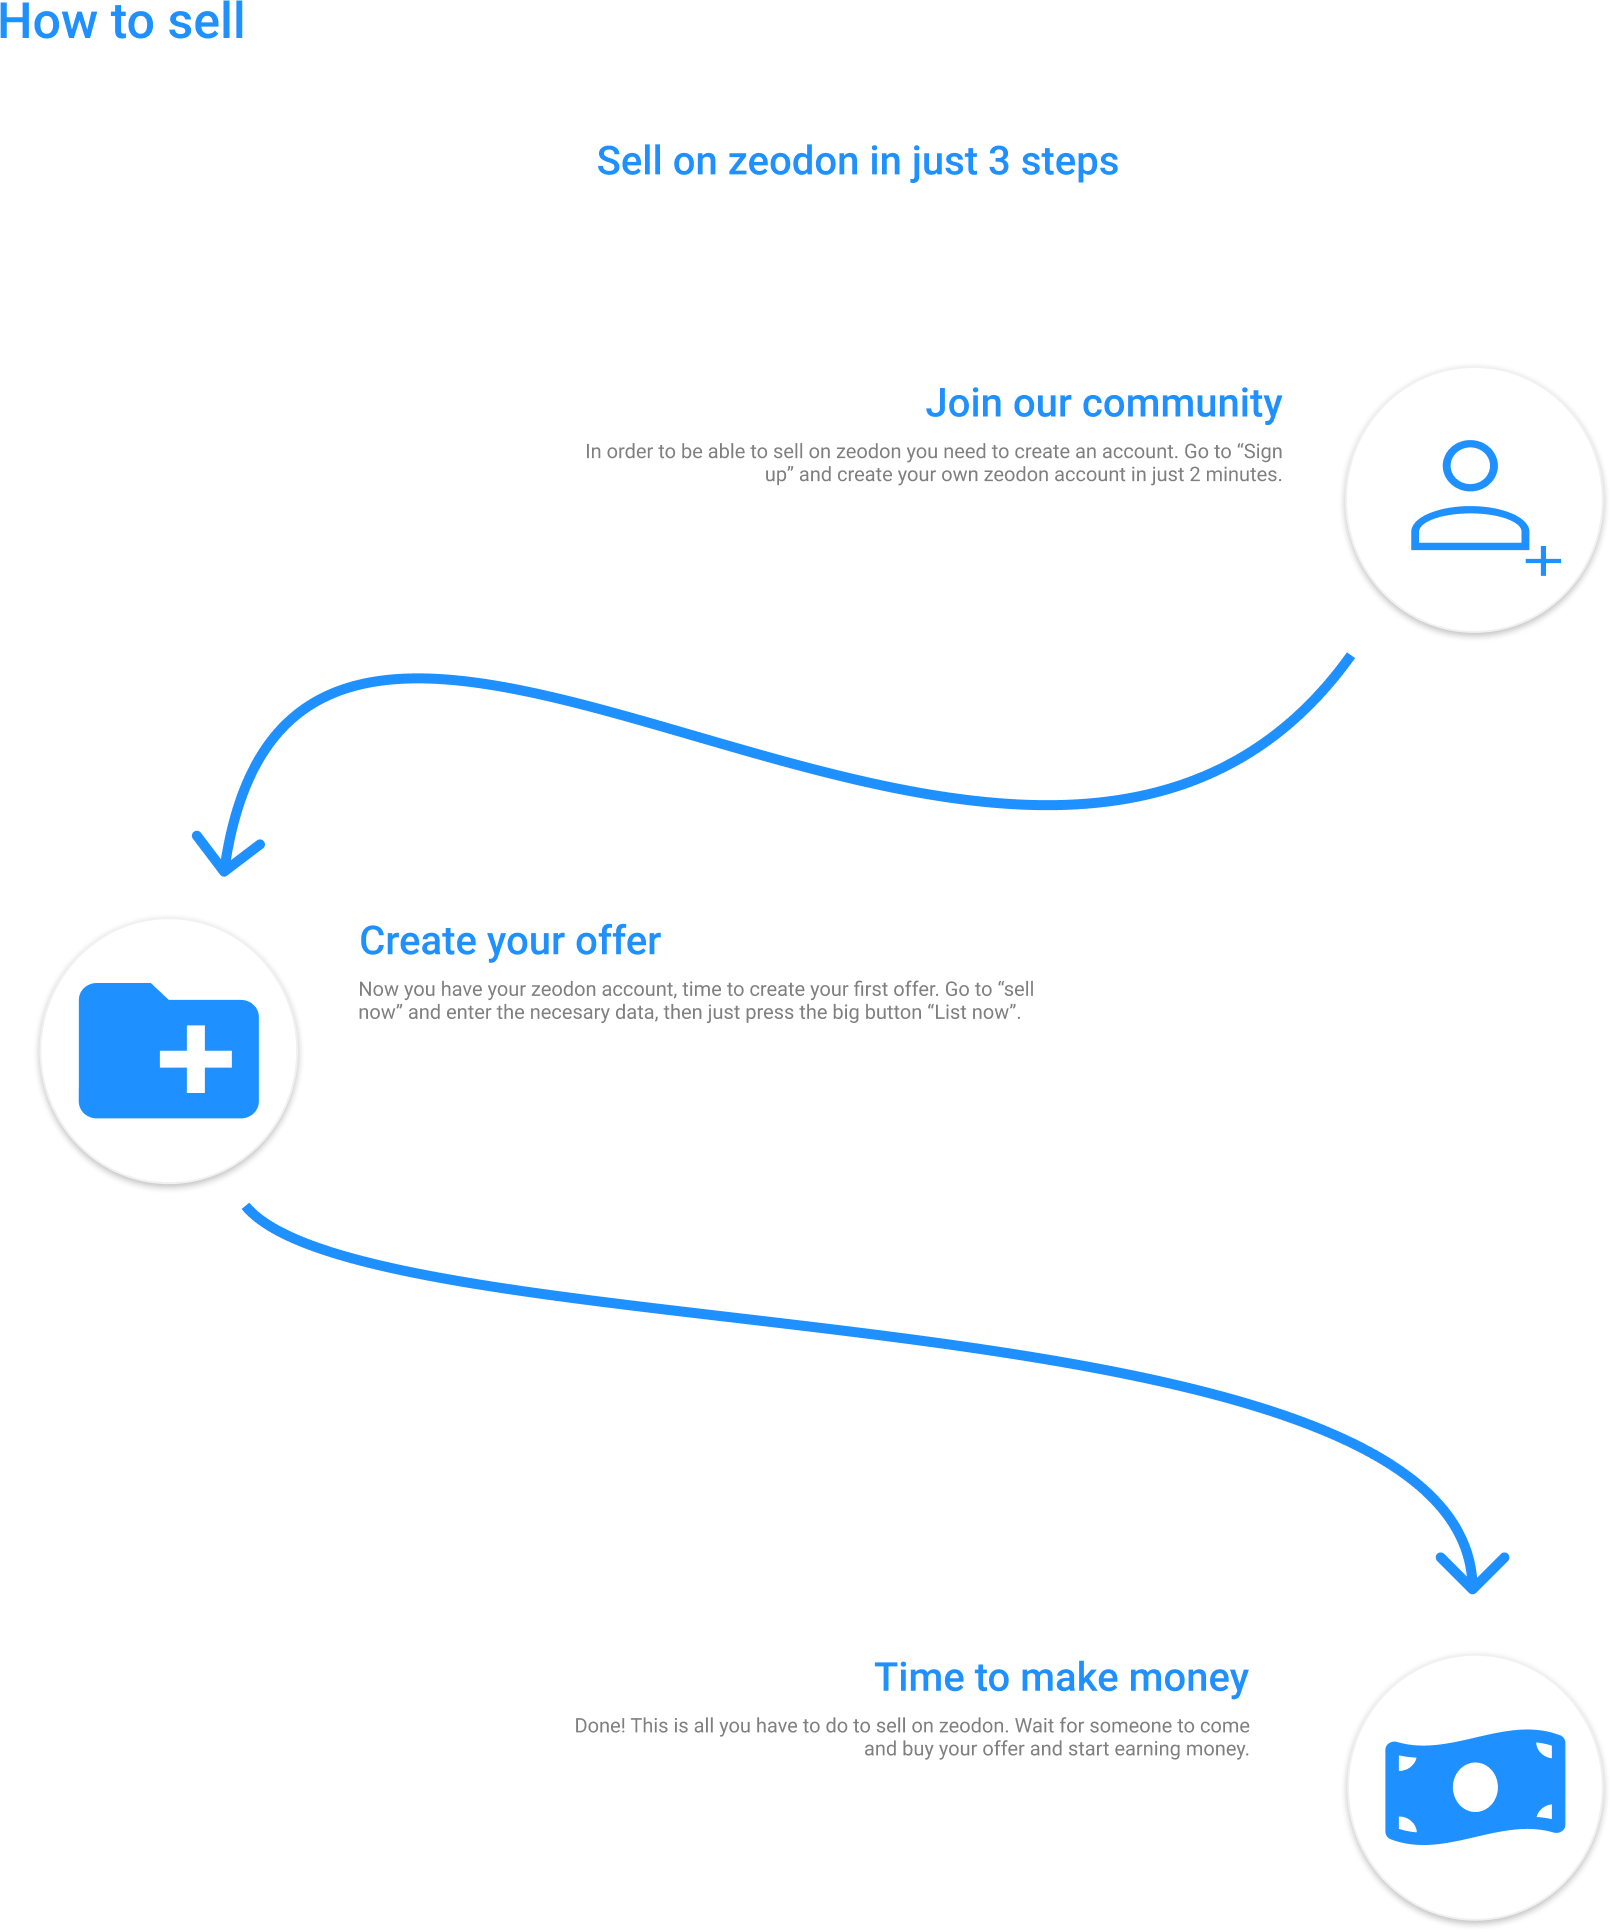 How to sell
Sell on zeodon in just 3 steps
Join our community
In order to be able to sell on zeodon you need to create an account. Go to “Sign
up” and create your own zeodon account in just 2 minutes.
Create your offer
Now you have your zeodon account, time to create your first offer. Go to “sell
now” and enter the necesary data, then just press the big button “List now”.
Time to make money
Done! This is all you have to do to sell on zeodon. Wait for someone to come
and buy your offer and start earning money.